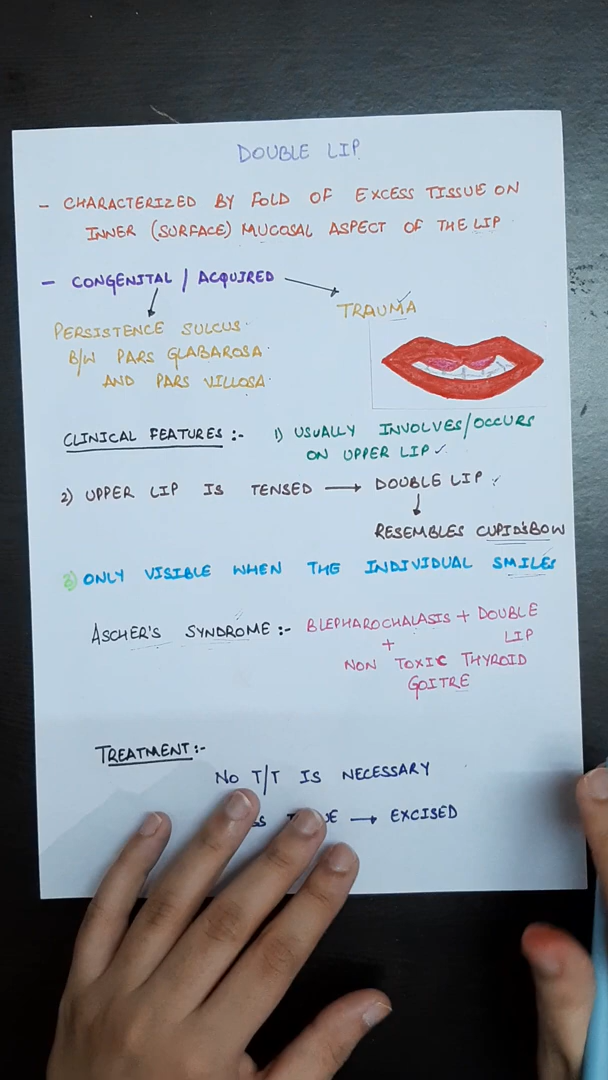 DOUBLE LIP
- CHARACTERIZED BY FOLD OF EXCESS TISSUE ON
INNER (SURFACE) MUCOSAL ASPECT OF THE LIP
- CONGENITAL / ACQUIRED
TRAUMA
PERSISTENCE SULCUS
B/W PARS GLABAROSA
AND PARS VILLOSA
CLINICAL FEATURES :- 1) USUALLY INVOLVES/OCCURS
ON UPPER LIP
2) UPPER LIP IS TENSED → DOUBLE LIP
↓
RESEMBLES CUPID'S BOW
3) ONLY VISIBLE WHEN THE INDIVIDUAL SMILES
ASCHER'S SYNDROME :- BLEPHAROCHALASIS + DOUBLE
LIP
+
NON TOXIC THYROID
GOITRE
TREATMENT :-
NO T/T IS NECESSARY
→ EXCISED